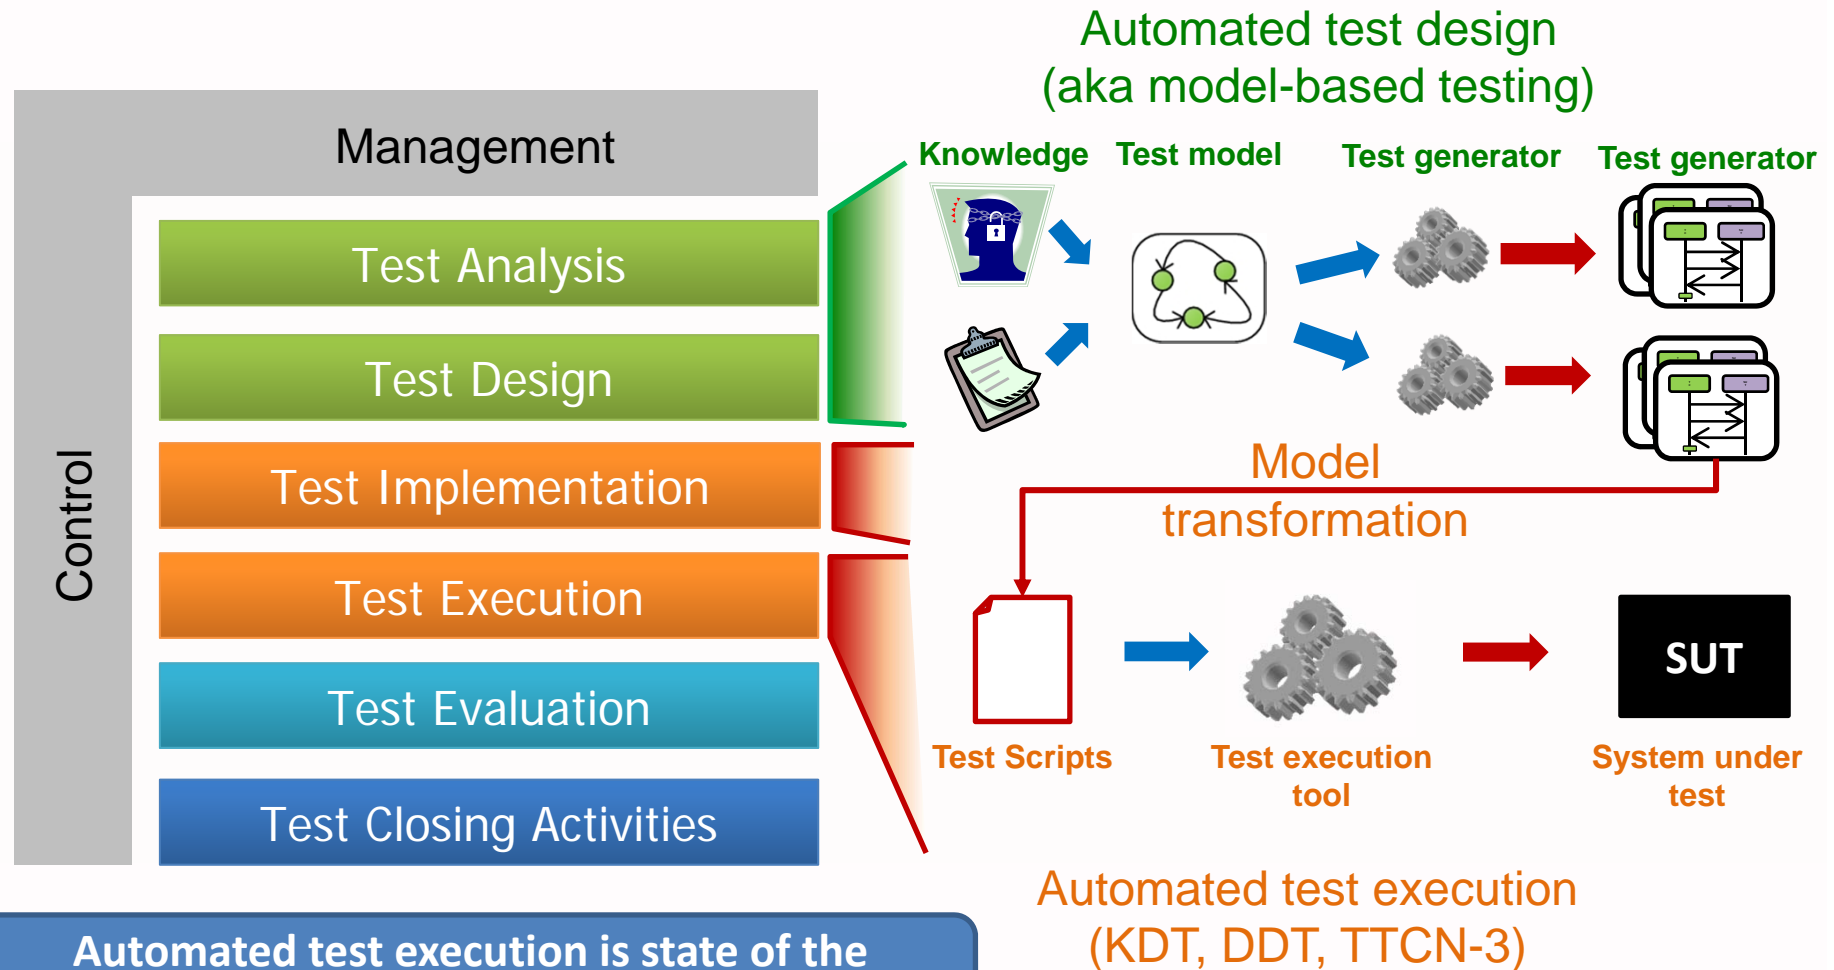 Automated test design
(aka model-based testing)
Management
Control
Test Analysis
Test Design
Test Implementation
Test Execution
Test Evaluation
Test Closing Activities
Knowledge
Test model
Test generator
Test generator
Model
transformation
SUT
Test Scripts
Test execution
tool
System under
test
Automated test execution
(KDT, DDT, TTCN-3)
Automated test execution is state of the